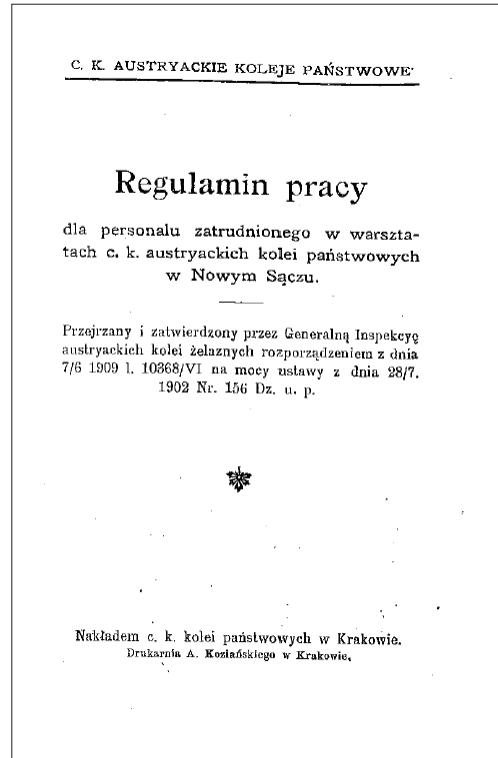 C. K. AUSTRYACKIE KOLEJE PAŃSTWOWE
Regulamin pracy
dla personalu zatrudnionego w warszta-
tach c. k. austryackich kolei państwowych
w Nowym Sączu.
Przejrzany i zatwierdzony przez Generalną Inspekcyę
austryackich kolei żelaznych rozporządzeniem z dnia
7/6 1909 l. 10368/VI na mocy ustawy z dnia 28/7.
1902 Nr. 156 Dz. u. p.
Nakładem c. k. kolei państwowych w Krakowie.
Drukarnia A. Koziańskiego w Krakowie.